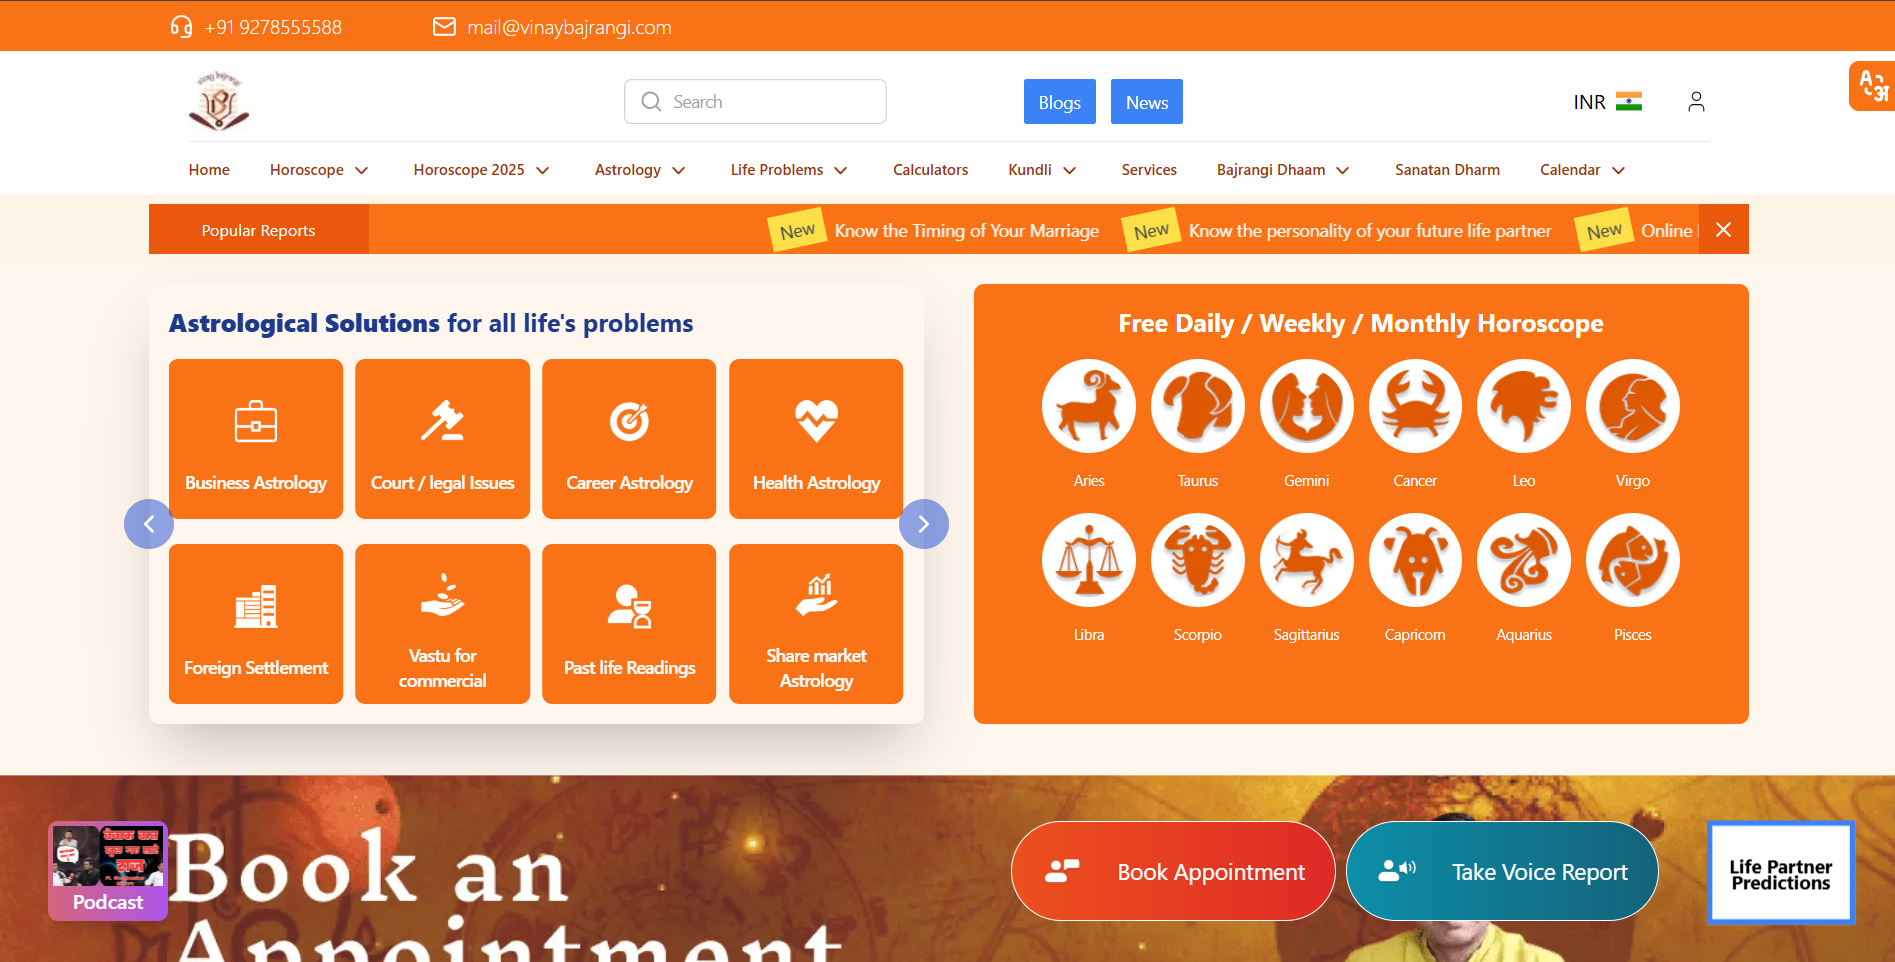 +91 9278555588
mail@vinaybajrangi.com
vinay bajrangi
Search
Blogs
News
INR
Home
Horoscope
Horoscope 2025
Astrology
Life Problems
Calculators
Kundli
Services
Bajrangi Dhaam
Sanatan Dharm
Calendar
Popular Reports
New Know the Timing of Your Marriage
New Know the personality of your future life partner
New Online
Astrological Solutions for all life's problems
Business Astrology
Court / legal Issues
Career Astrology
Health Astrology
Foreign Settlement
Vastu for
commercial
Past life Readings
Share market
Astrology
Free Daily / Weekly / Monthly Horoscope
Aries
Taurus
Gemini
Cancer
Leo
Virgo
Libra
Scorpio
Sagittarius
Capricorn
Aquarius
Pisces
A
अ
Book an
Appointment
राज
Podcast
Book Appointment
Take Voice Report
Life Partner
Predictions